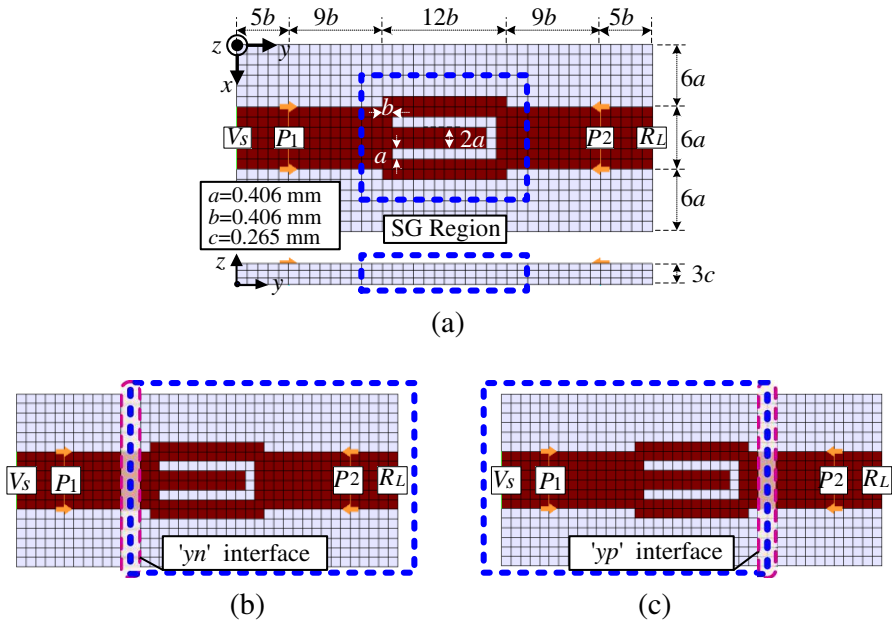 5b 9b 12b 9b 5b
z y
x
6a
b
Vs P1 2a P2 RL 6a
a
a=0.406 mm
b=0.406 mm
c=0.265 mm
6a
SG Region
z
y
3c
(a)
Vs P1 P2 RL
'yn' interface
(b)
Vs P1 P2 RL
'yp' interface
(c)